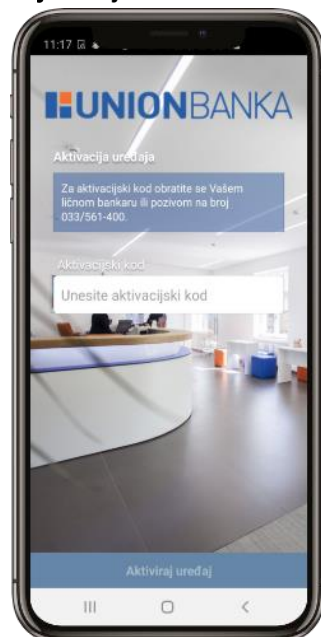 11:17
UNIONBANKA
Aktivacija uređaja
Za aktivacijski kod obratite se Vašem
ličnom bankaru ili pozivom na broj
033/561-400.
Aktivacijski kod
Unesite aktivacijski kod
Aktiviraj uređaj